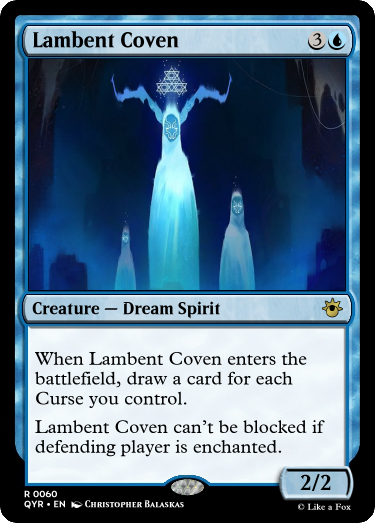 Lambent Coven 3
Creature — Dream Spirit
When Lambent Coven enters the
battlefield, draw a card for each
Curse you control.
Lambent Coven can't be blocked if
defending player is enchanted.
2/2
R 0060
QYR • EN Christopher Balaskas
© Like a Fox